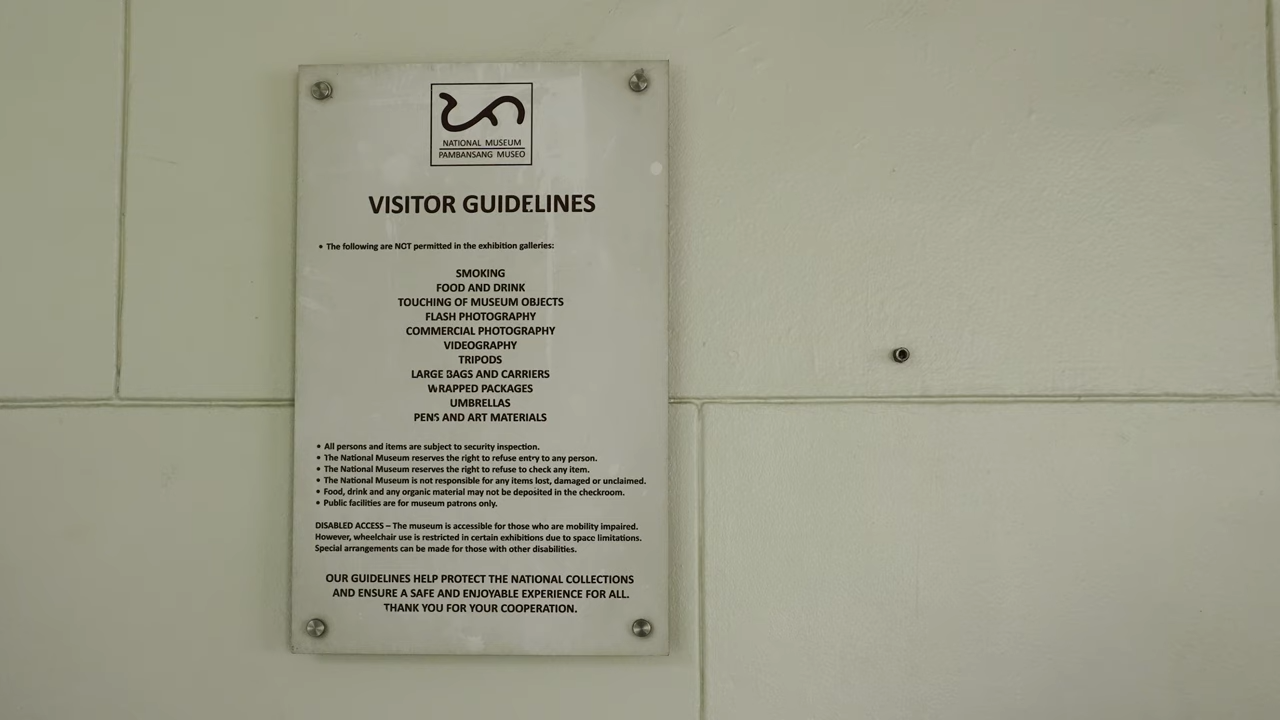 NATIONAL MUSEUM
PAMBANSANG MUSEO
VISITOR GUIDELINES
• The following are NOT permitted in the exhibition galleries:
SMOKING
FOOD AND DRINK
TOUCHING OF MUSEUM OBJECTS
FLASH PHOTOGRAPHY
COMMERCIAL PHOTOGRAPHY
VIDEOGRAPHY
TRIPODS
LARGE BAGS AND CARRIERS
WRAPPED PACKAGES
UMBRELLAS
PENS AND ART MATERIALS
• All persons and items are subject to security inspection.
• The National Museum reserves the right to refuse entry to any person.
• The National Museum reserves the right to refuse to check any item.
• The National Museum is not responsible for any items lost, damaged or unclaimed.
• Food, drink and any organic material may not be deposited in the checkroom.
• Public facilities are for museum patrons only.
DISABLED ACCESS – The museum is accessible for those who are mobility impaired.
However, wheelchair use is restricted in certain exhibitions due to space limitations.
Special arrangements can be made for those with other disabilities.
OUR GUIDELINES HELP PROTECT THE NATIONAL COLLECTIONS
AND ENSURE A SAFE AND ENJOYABLE EXPERIENCE FOR ALL.
THANK YOU FOR YOUR COOPERATION.